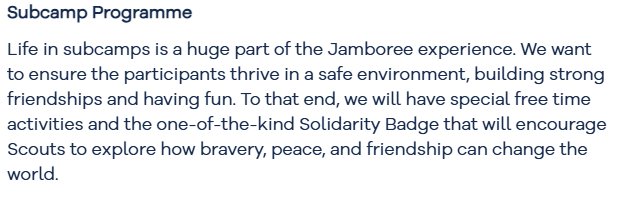 Subcamp Programme
Life in subcamps is a huge part of the Jamboree experience. We want
to ensure the participants thrive in a safe environment, building strong
friendships and having fun. To that end, we will have special free time
activities and the one-of-the-kind Solidarity Badge that will encourage
Scouts to explore how bravery, peace, and friendship can change the
world.